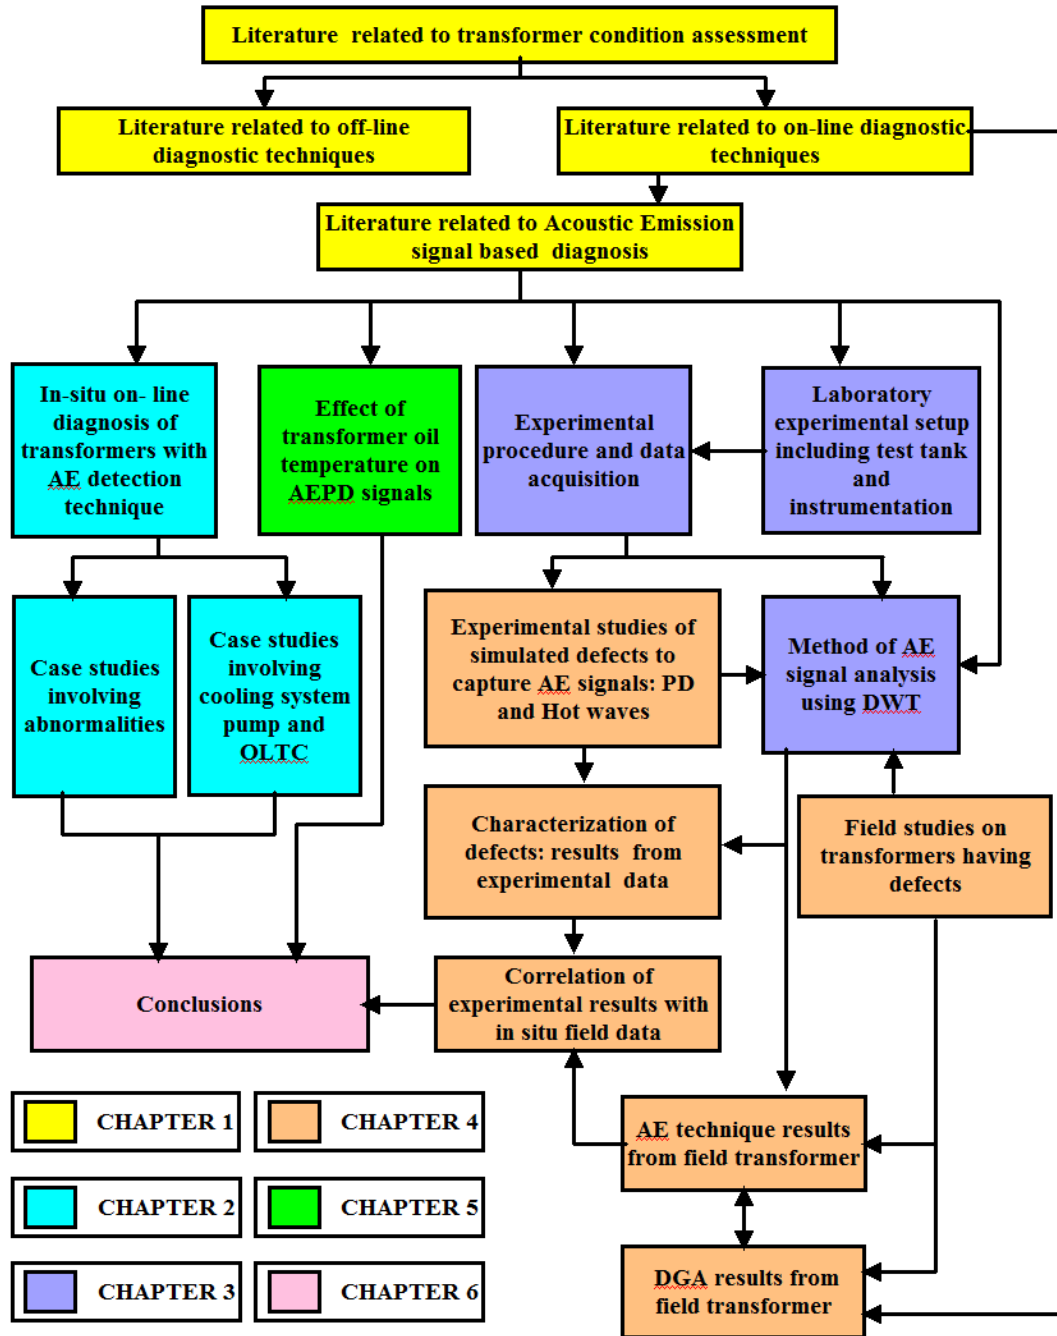 Literature related to transformer condition assessment
Literature related to off-line
diagnostic techniques
Literature related to on-line diagnostic
techniques
Literature related to Acoustic Emission
signal based diagnosis
In-situ on- line
diagnosis of
transformers with
AE detection
technique
Effect of
transformer oil
temperature on
AEPD signals
Experimental
procedure and data
acquisition
Laboratory
experimental setup
including test tank
and
instrumentation
Case studies
involving
abnormalities
Case studies
involving
cooling system
pump and
OLTC
Experimental studies of
simulated defects to
capture AE signals: PD
and Hot waves
Method of AE
signal analysis
using DWT
Characterization of
defects: results from
experimental data
Field studies on
transformers having
defects
Conclusions
Correlation of
experimental results with
in situ field data
AE technique results
from field transformer
DGA results from
field transformer
CHAPTER 1
CHAPTER 4
CHAPTER 2
CHAPTER 5
CHAPTER 3
CHAPTER 6